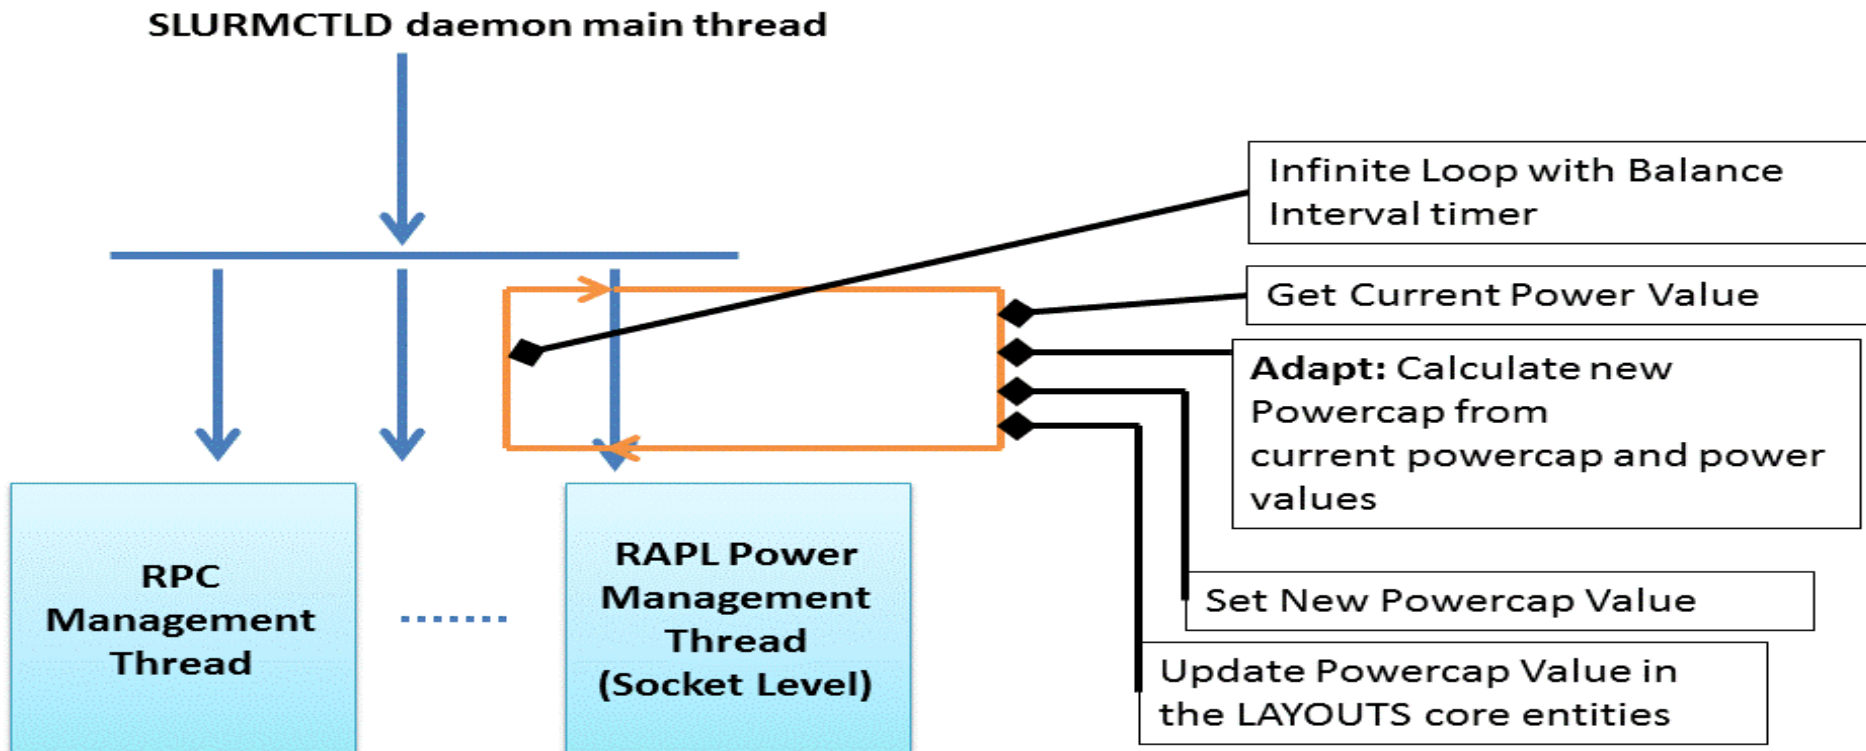 SLURMCTLD daemon main thread
Infinite Loop with Balance
Interval timer
Get Current Power Value
Adapt: Calculate new
Powercap from
current powercap and power
values
Set New Powercap Value
Update Powercap Value in
the LAYOUTS core entities
RPC
Management
Thread
RAPL Power
Management
Thread
(Socket Level)